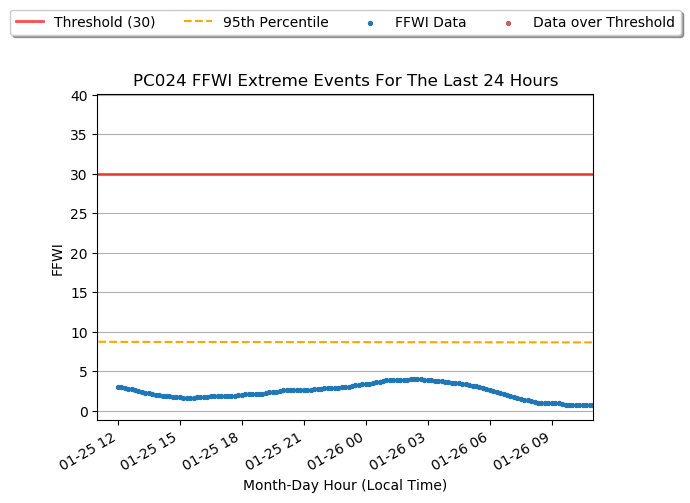 Threshold (30) 95th Percentile FFWI Data Data over Threshold
PC024 FFWI Extreme Events For The Last 24 Hours
40
35
30
25
20
15
10
5
0
FFWI
01-25 12 01-25 15 01-25 18 01-25 21 01-26 00 01-26 03 01-26 06 01-26 09
Month-Day Hour (Local Time)